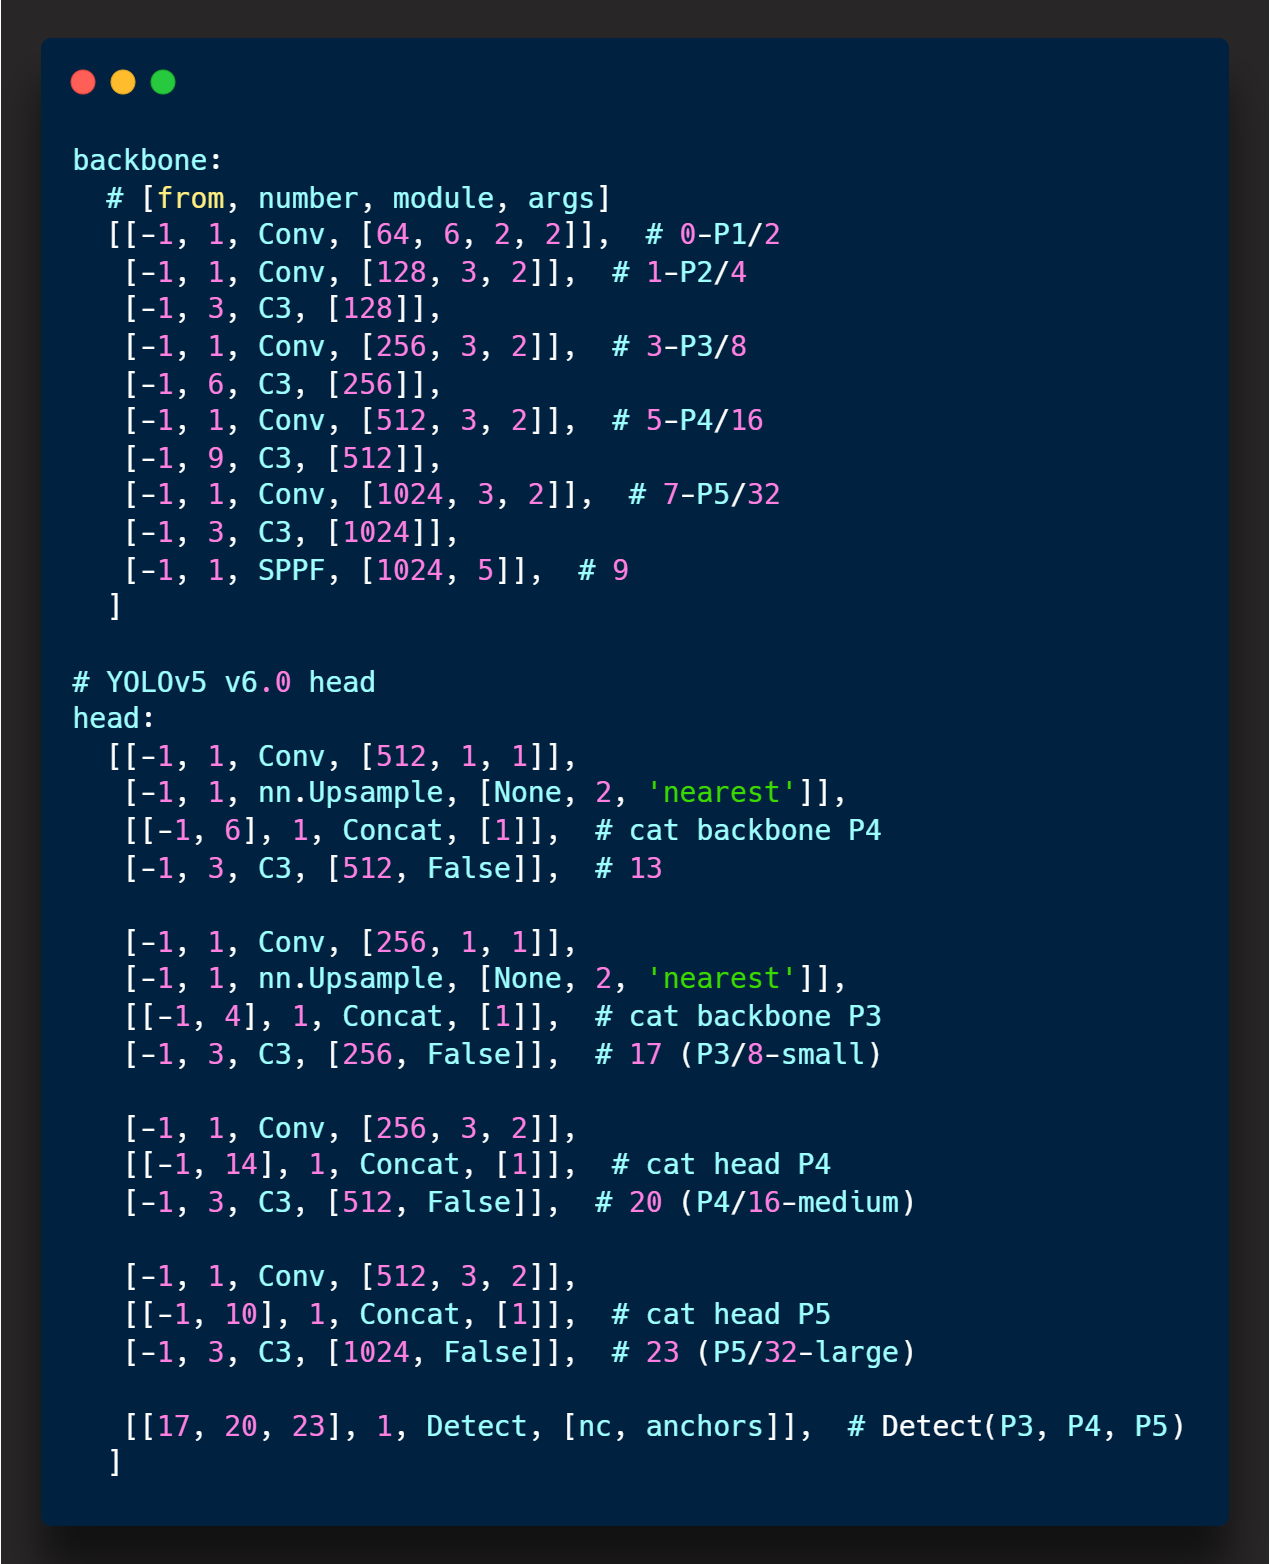 backbone:
  # [from, number, module, args]
  [[-1, 1, Conv, [64, 6, 2, 2]],  # 0-P1/2
   [-1, 1, Conv, [128, 3, 2]],  # 1-P2/4
   [-1, 3, C3, [128]],
   [-1, 1, Conv, [256, 3, 2]],  # 3-P3/8
   [-1, 6, C3, [256]],
   [-1, 1, Conv, [512, 3, 2]],  # 5-P4/16
   [-1, 9, C3, [512]],
   [-1, 1, Conv, [1024, 3, 2]],  # 7-P5/32
   [-1, 3, C3, [1024]],
   [-1, 1, SPPF, [1024, 5]],  # 9
  ]

# YOLOv5 v6.0 head
head:
  [[-1, 1, Conv, [512, 1, 1]],
   [-1, 1, nn.Upsample, [None, 2, 'nearest']],
   [[-1, 6], 1, Concat, [1]],  # cat backbone P4
   [-1, 3, C3, [512, False]],  # 13

   [-1, 1, Conv, [256, 1, 1]],
   [-1, 1, nn.Upsample, [None, 2, 'nearest']],
   [[-1, 4], 1, Concat, [1]],  # cat backbone P3
   [-1, 3, C3, [256, False]],  # 17 (P3/8-small)

   [-1, 1, Conv, [256, 3, 2]],
   [[-1, 14], 1, Concat, [1]],  # cat head P4
   [-1, 3, C3, [512, False]],  # 20 (P4/16-medium)

   [-1, 1, Conv, [512, 3, 2]],
   [[-1, 10], 1, Concat, [1]],  # cat head P5
   [-1, 3, C3, [1024, False]],  # 23 (P5/32-large)

   [[17, 20, 23], 1, Detect, [nc, anchors]],  # Detect(P3, P4, P5)
  ]